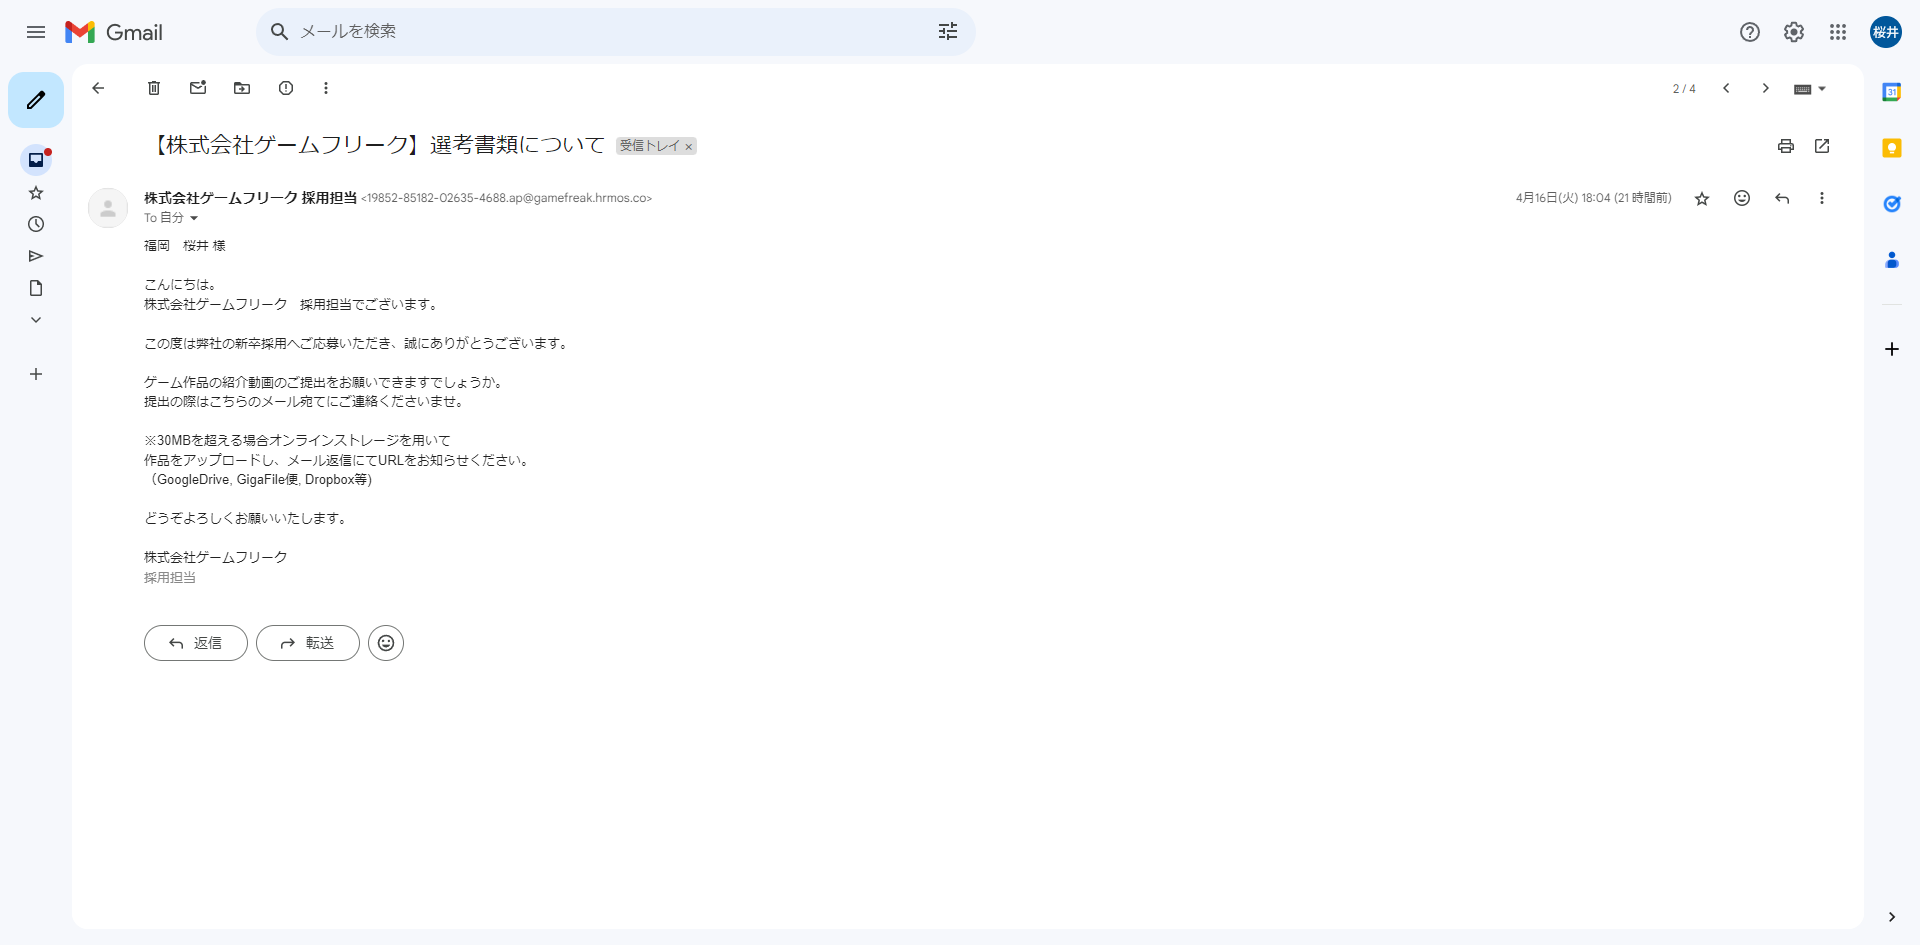 Gmail
メールを検索
桜井
2 / 4
31
【株式会社ゲームフリーク】選考書類について 受信トレイ ×
株式会社ゲームフリーク 採用担当 <19852-85182-02635-4688.ap@gamefreak.hrmos.co>
4月16日(火) 18:04 (21 時間前)
To 自分
福岡　桜井 様
こんにちは。
株式会社ゲームフリーク　採用担当でございます。
この度は弊社の新卒採用へご応募いただき、誠にありがとうございます。
ゲーム作品の紹介動画のご提出をお願いできますでしょうか。
提出の際はこちらのメール宛てにご連絡くださいませ。
※30MBを超える場合オンラインストレージを用いて
作品をアップロードし、メール返信にてURLをお知らせください。
（GoogleDrive, GigaFile便, Dropbox等)
どうぞよろしくお願いいたします。
株式会社ゲームフリーク
採用担当
返信
転送